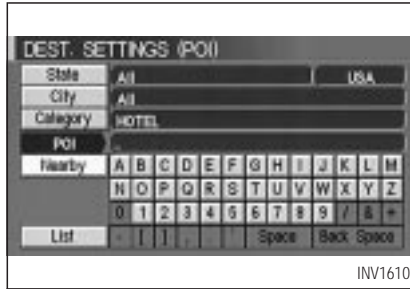 DEST. SETTINGS (POI)
State All USA
City All
Category HOTEL
POI _
Nearby A B C D E F G H I J K L M
N O P Q R S T U V W X Y Z
0 1 2 3 4 5 6 7 8 9 / & +
List - [ ] , . ' Space Back Space
INV1610